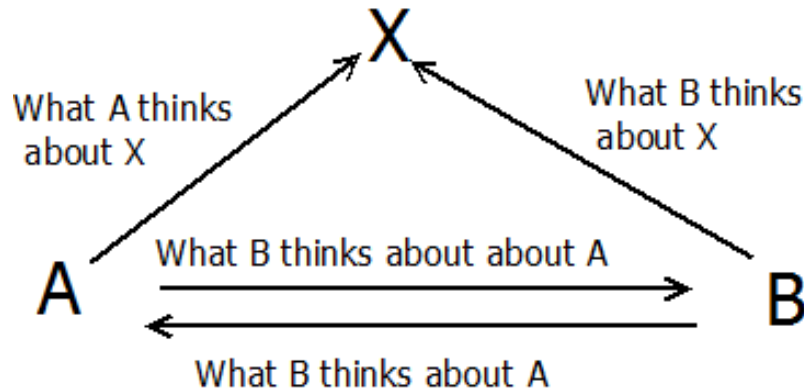 X
What A thinks
about X
What B thinks
about X
What B thinks about about A
A
B
What B thinks about A